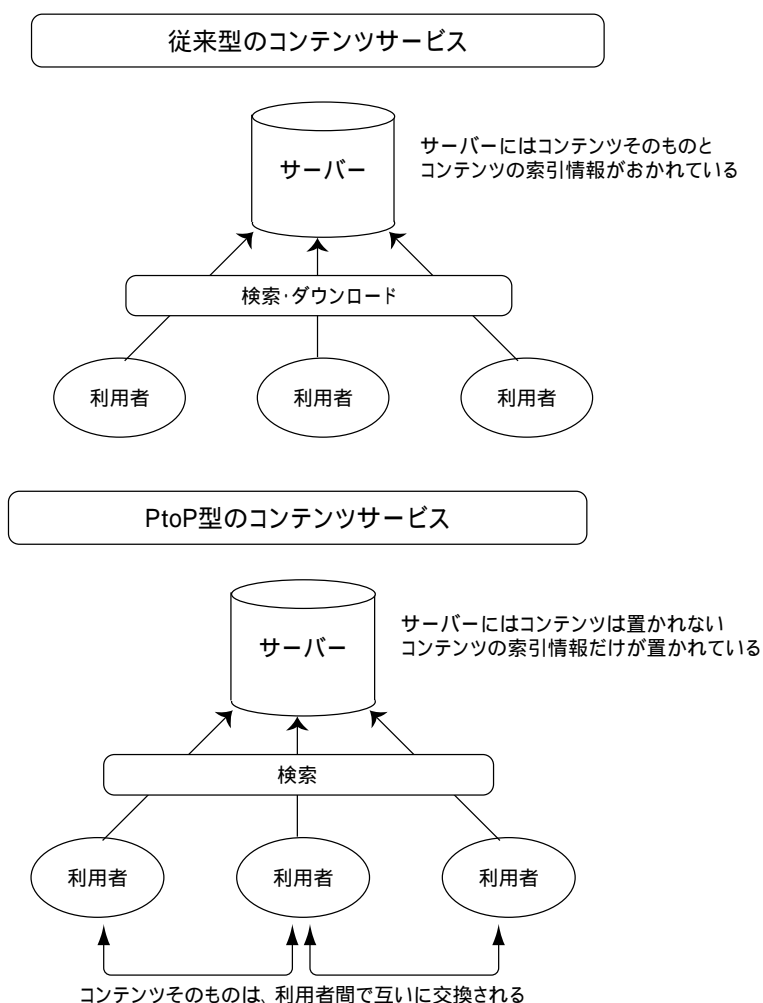 従来型のコンテンツサービス
サーバー
サーバーにはコンテンツそのものと
コンテンツの索引情報がおかれている
検索・ダウンロード
利用者
利用者
利用者
PtoP型のコンテンツサービス
サーバー
サーバーにはコンテンツは置かれない
コンテンツの索引情報だけが置かれている
検索
利用者
利用者
利用者
コンテンツそのものは、利用者間で互いに交換される